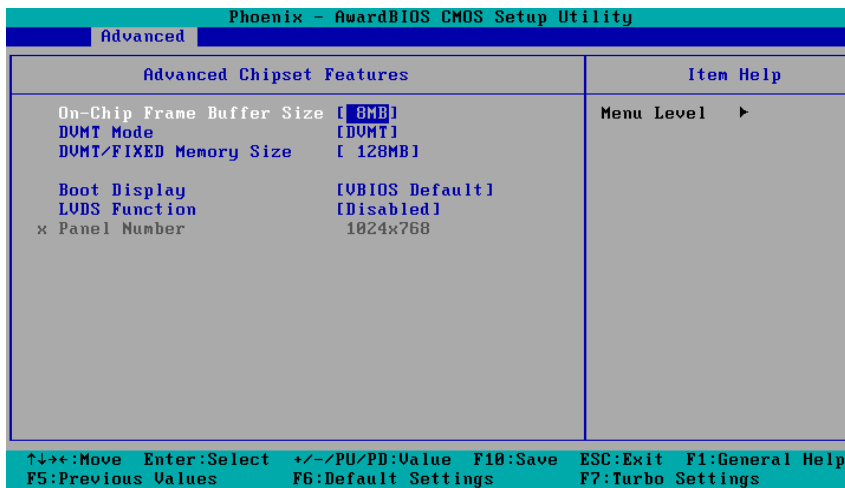 Phoenix - AwardBIOS CMOS Setup Utility
Advanced
Advanced Chipset Features
Item Help
On-Chip Frame Buffer Size [ 8MB]
DVMT Mode [DVMT]
DVMT/FIXED Memory Size [ 128MB]
Boot Display [VBIOS Default]
LVDS Function [Disabled]
x Panel Number 1024x768
Menu Level ►
↑↓→←:Move Enter:Select +/-/PU/PD:Value F10:Save ESC:Exit F1:General Help
F5:Previous Values F6:Default Settings F7:Turbo Settings